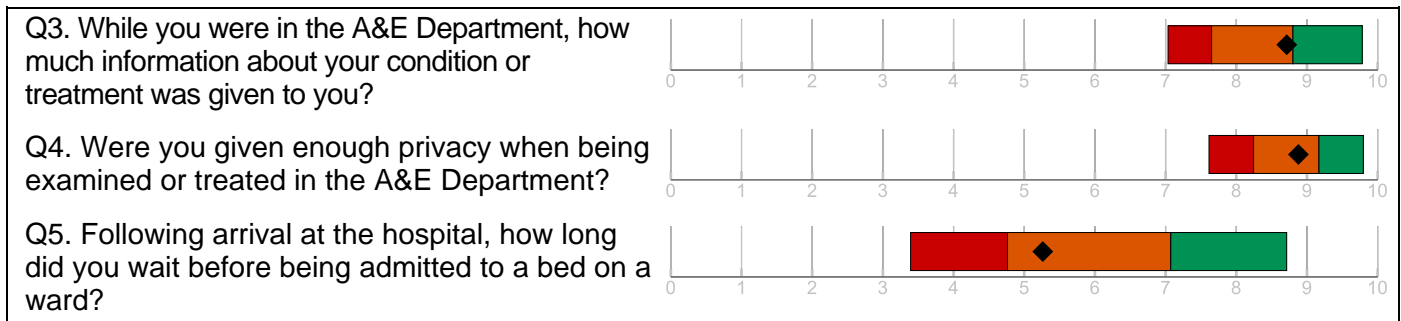 Q3. While you were in the A&E Department, how
much information about your condition or
treatment was given to you?
0 1 2 3 4 5 6 7 8 9 10
Q4. Were you given enough privacy when being
examined or treated in the A&E Department?
0 1 2 3 4 5 6 7 8 9 10
Q5. Following arrival at the hospital, how long
did you wait before being admitted to a bed on a
ward?
0 1 2 3 4 5 6 7 8 9 10